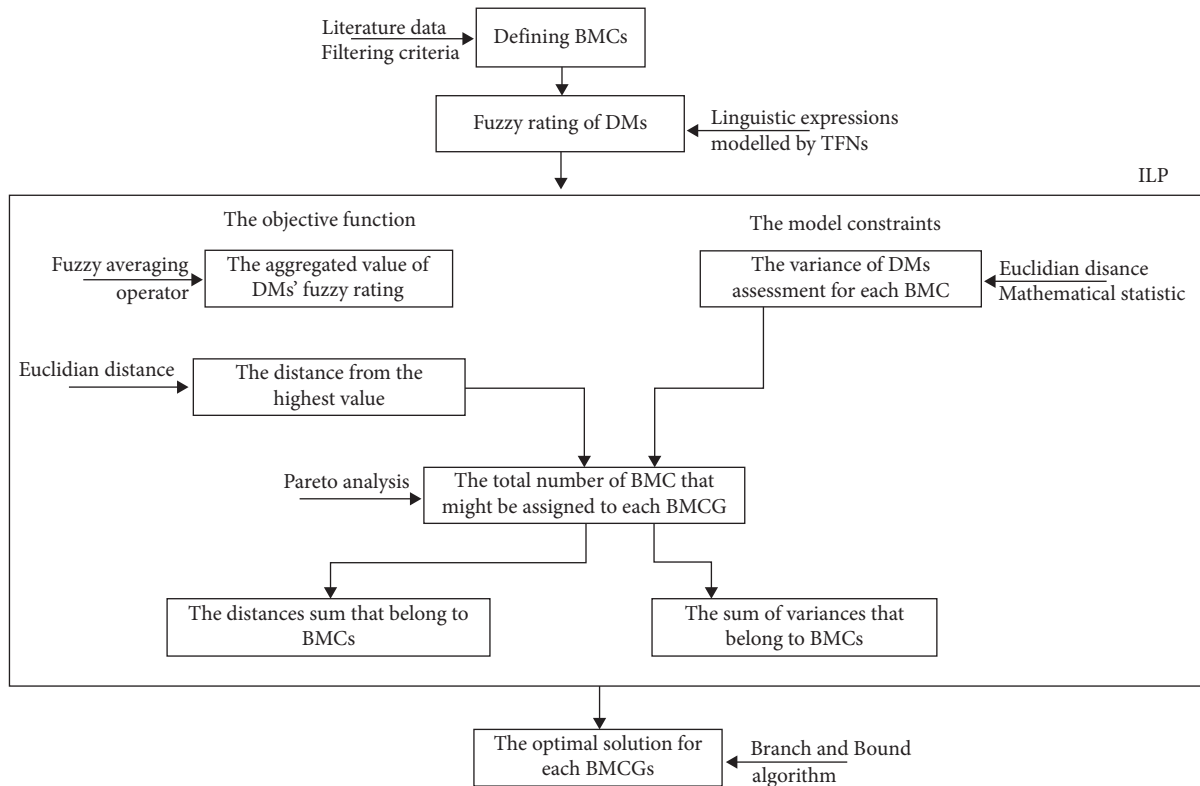 Literature data
Filtering criteria
Defining BMCs
Fuzzy rating of DMs
Linguistic expressions
modelled by TFNs
ILP
The objective function
The model constraints
Fuzzy averaging
operator
The aggregated value of
DMs' fuzzy rating
The variance of DMs
assessment for each BMC
Euclidian disance
Mathematical statistic
Euclidian distance
The distance from the
highest value
Pareto analysis
The total number of BMC that
might be assigned to each BMCG
The distances sum that belong to
BMCs
The sum of variances that
belong to BMCs
The optimal solution for
each BMCGs
Branch and Bound
algorithm